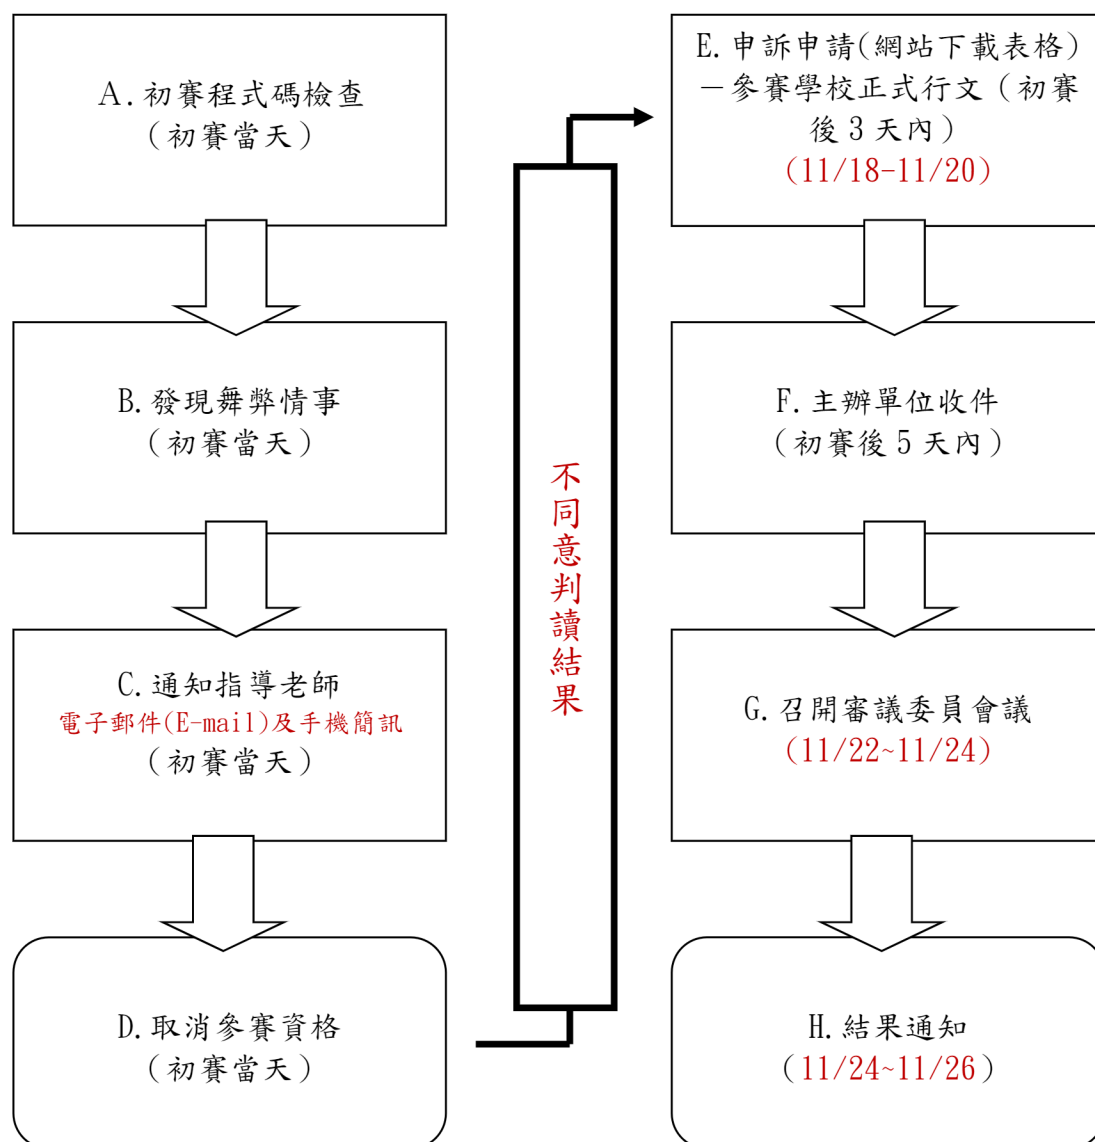 A.初賽程式碼檢查
(初賽當天)
B.發現舞弊情事
(初賽當天)
C.通知指導老師
電子郵件(E-mail)及手機簡訊
(初賽當天)
D.取消參賽資格
(初賽當天)
不同意判讀結果
E.申訴申請(網站下載表格)
－參賽學校正式行文(初賽
後3天內)
(11/18-11/20)
F.主辦單位收件
(初賽後5天內)
G.召開審議委員會議
(11/22~11/24)
H.結果通知
(11/24~11/26)